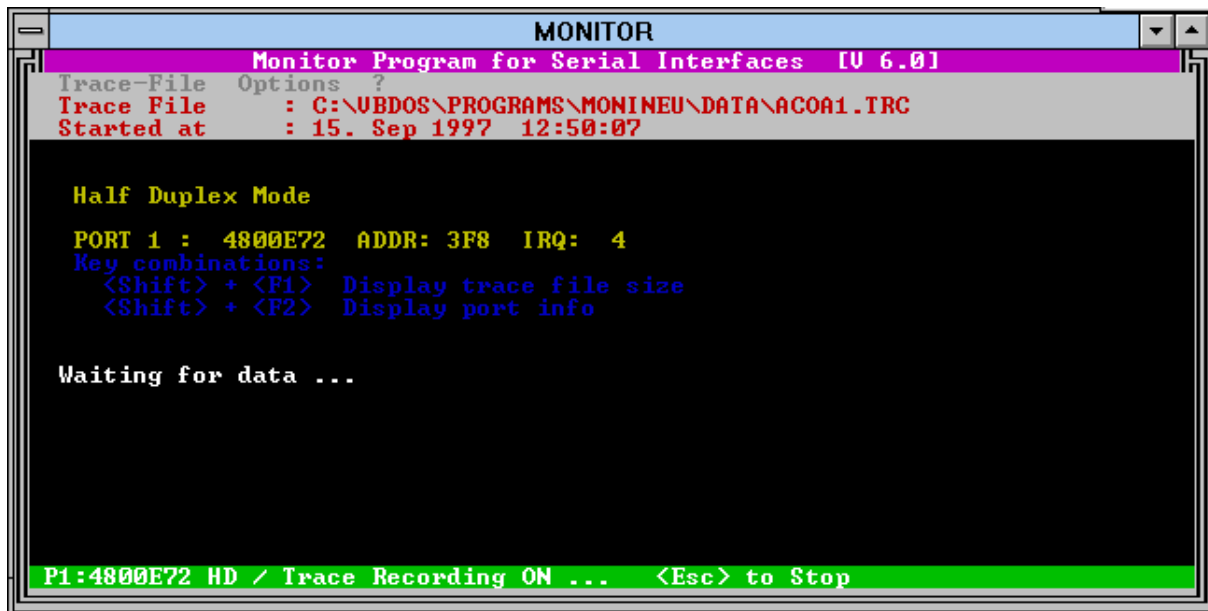 MONITOR
Monitor Program for Serial Interfaces [V 6.0]
Trace-File Options ?
Trace File : C:\VBDOS\PROGRAMS\MONINEU\DATA\ACOA1.TRC
Started at : 15. Sep 1997 12:50:07
Half Duplex Mode
PORT 1 : 4800E72 ADDR: 3F8 IRQ: 4
Key combinations:
<Shift> + <F1> Display trace file size
<Shift> + <F2> Display port info
Waiting for data ...
P1:4800E72 HD / Trace Recording ON ... <Esc> to Stop